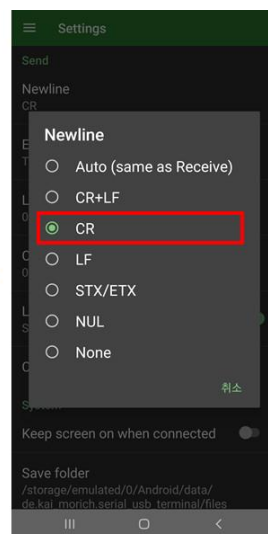 Settings
Send
Newline
CR
Newline
Auto (same as Receive)
CR+LF
CR
LF
STX/ETX
NUL
None
취소
Keep screen on when connected
Save folder
/storage/emulated/0/Android/data/
de.kai_morich.serial_usb_terminal/files